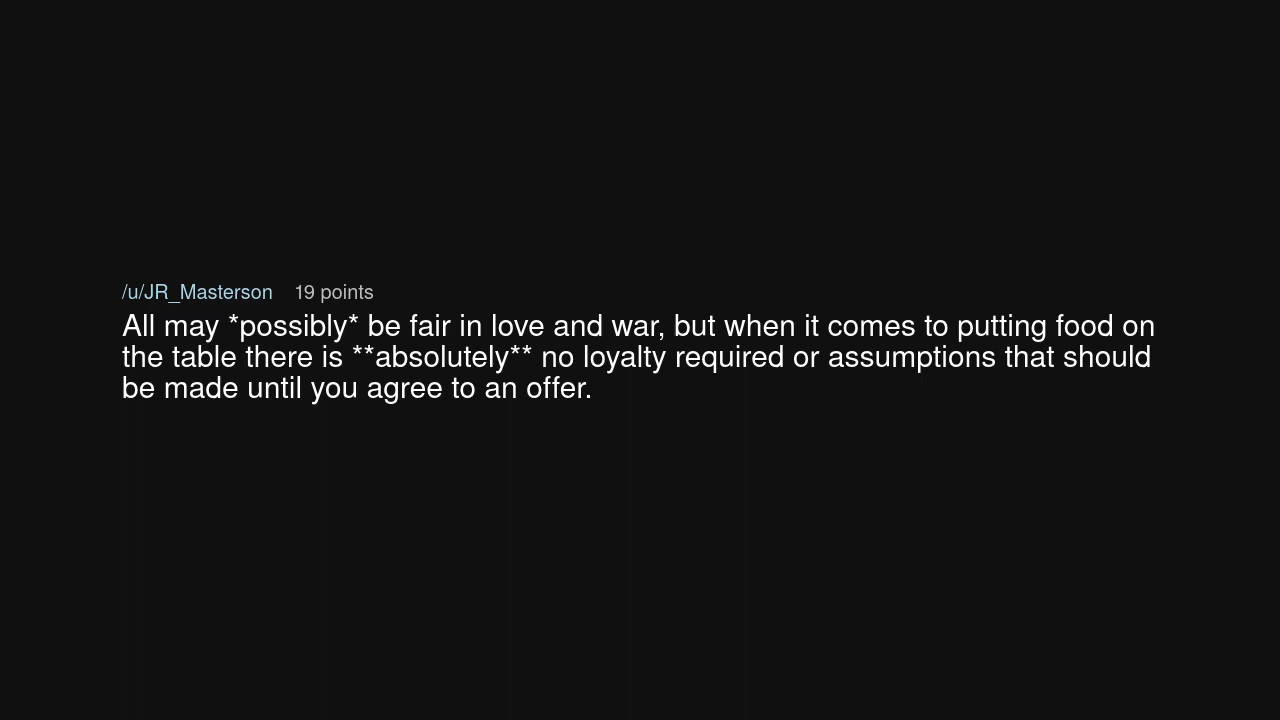 /u/JR_Masterson 19 points
All may *possibly* be fair in love and war, but when it comes to putting food on
the table there is **absolutely** no loyalty required or assumptions that should
be made until you agree to an offer.